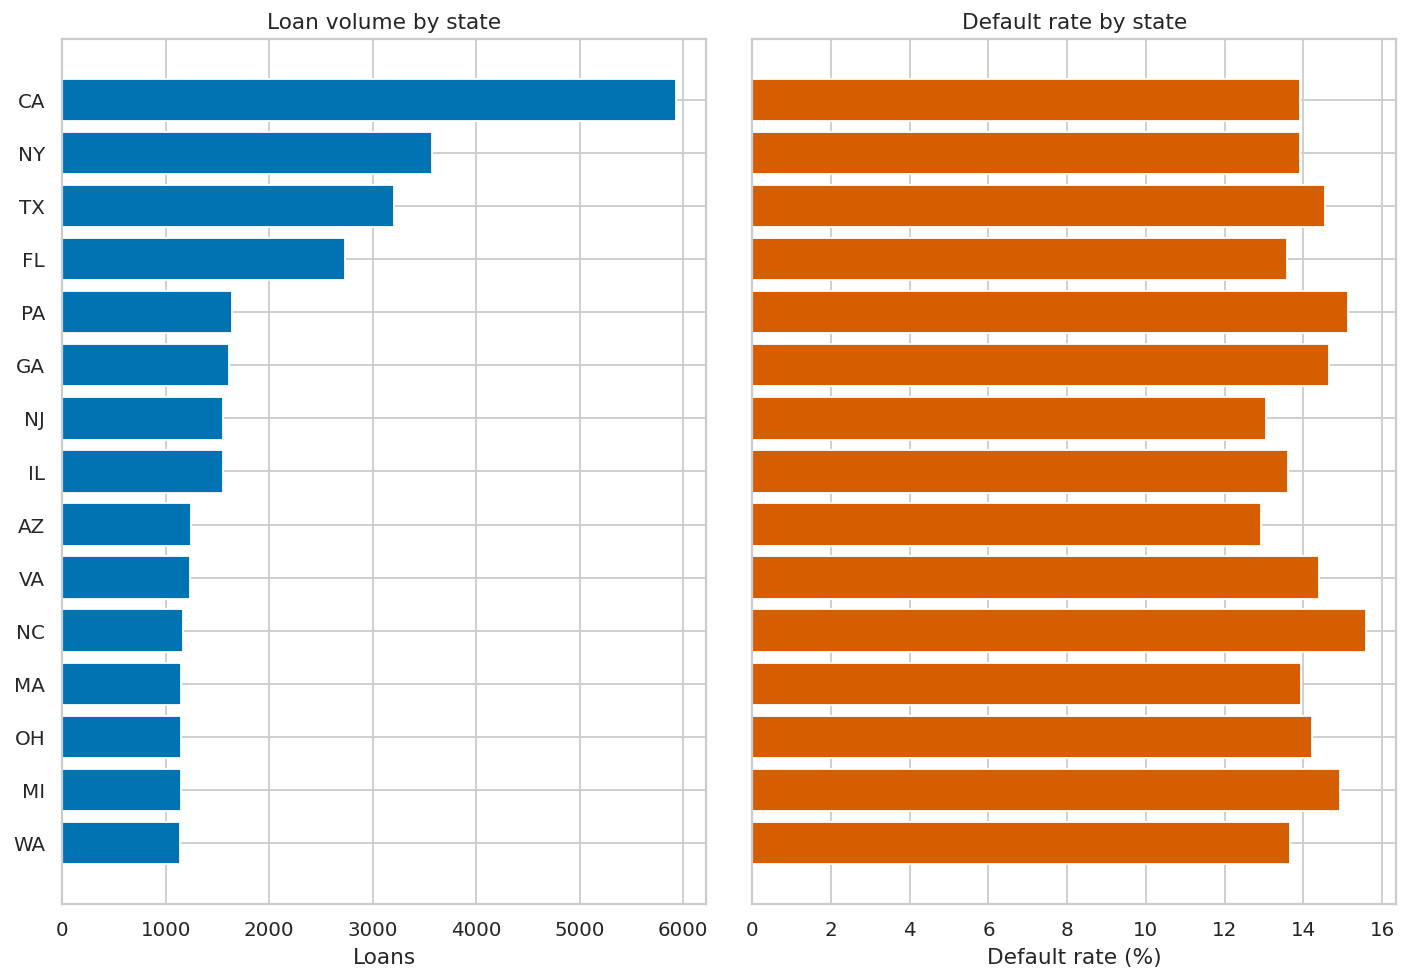 Loan volume by state
Default rate by state
CA
NY
TX
FL
PA
GA
NJ
IL
AZ
VA
NC
MA
OH
MI
WA
0 1000 2000 3000 4000 5000 6000
0 2 4 6 8 10 12 14 16
Loans
Default rate (%)